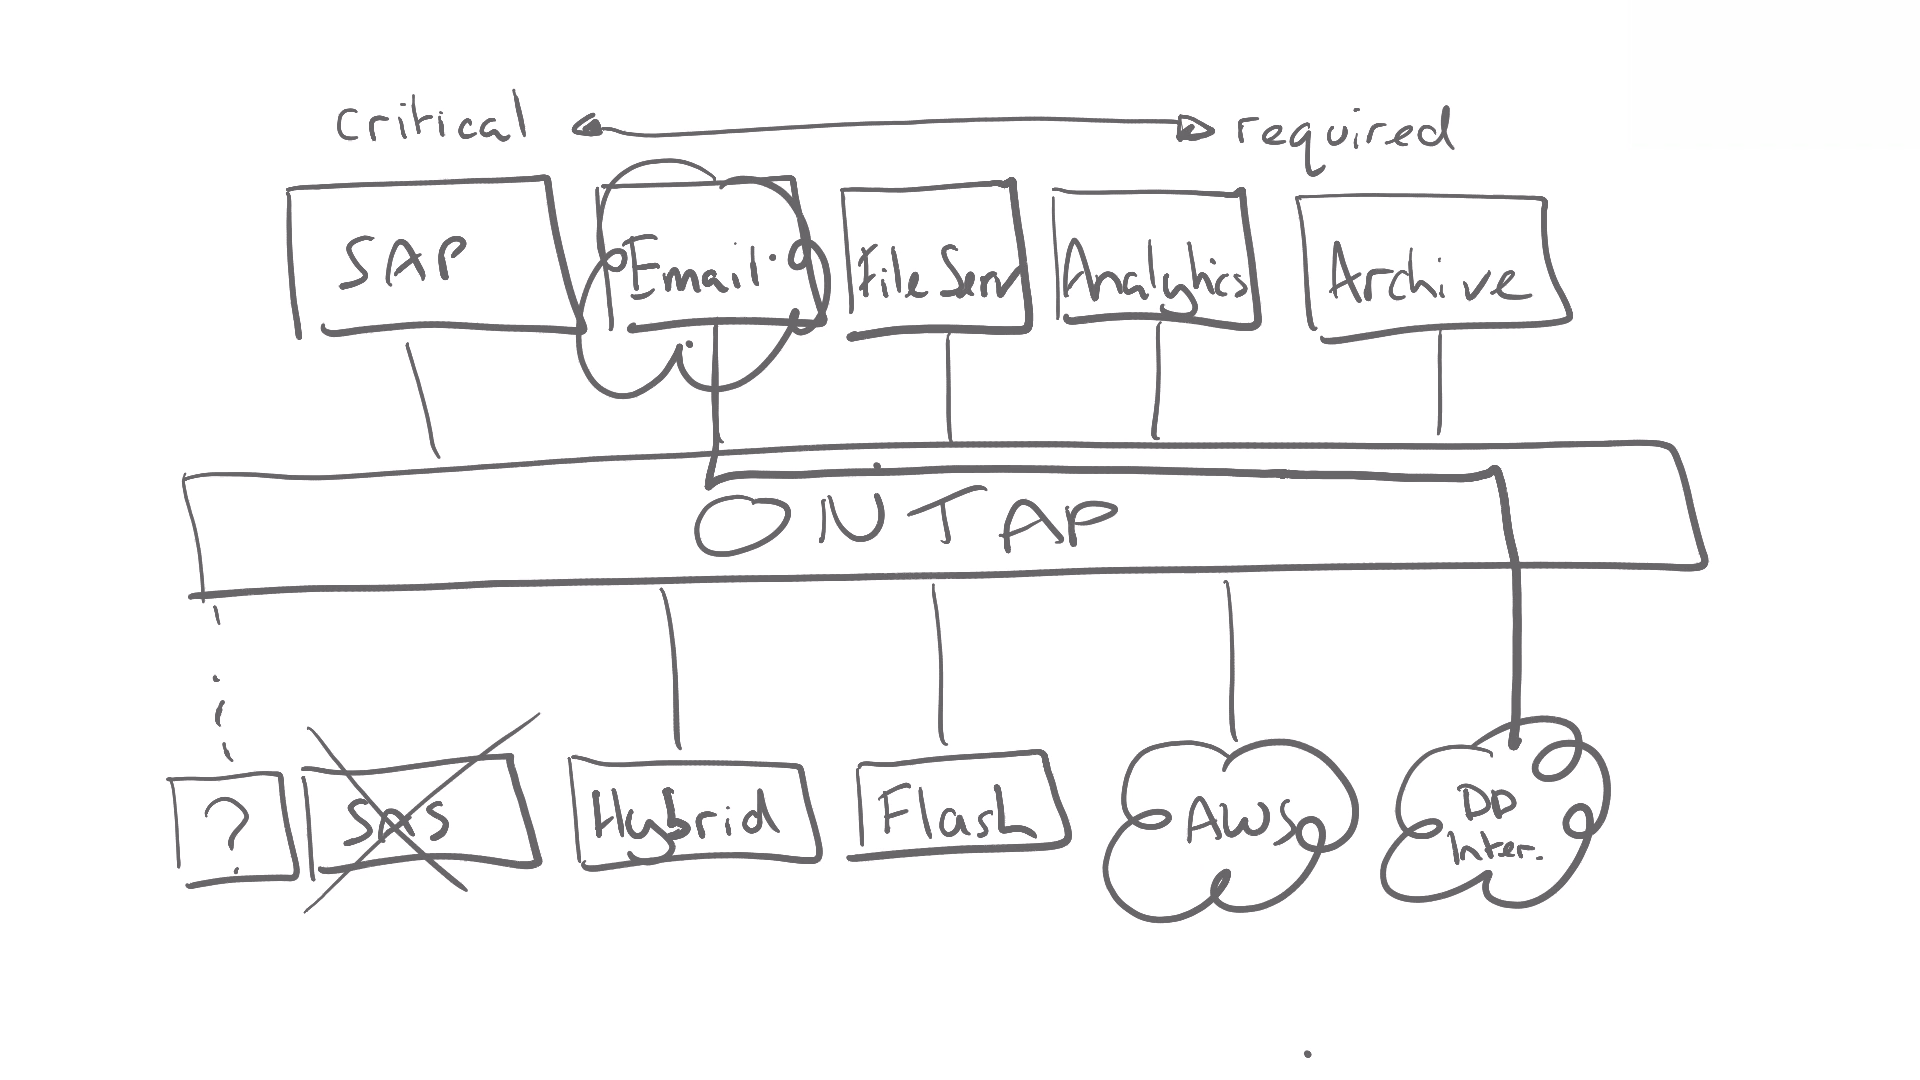 critical required
SAP Email File Serv Analytics Archive
ONTAP
? SAS Hybrid Flash AWS DD
Inter.